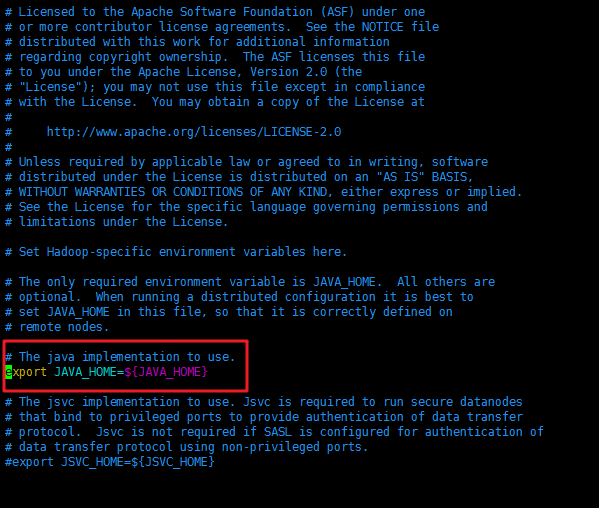 # Licensed to the Apache Software Foundation (ASF) under one
# or more contributor license agreements.  See the NOTICE file
# distributed with this work for additional information
# regarding copyright ownership.  The ASF licenses this file
# to you under the Apache License, Version 2.0 (the
# "License"); you may not use this file except in compliance
# with the License.  You may obtain a copy of the License at
#
#     http://www.apache.org/licenses/LICENSE-2.0
#
# Unless required by applicable law or agreed to in writing, software
# distributed under the License is distributed on an "AS IS" BASIS,
# WITHOUT WARRANTIES OR CONDITIONS OF ANY KIND, either express or implied.
# See the License for the specific language governing permissions and
# limitations under the License.
# Set Hadoop-specific environment variables here.
# The only required environment variable is JAVA_HOME.  All others are
# optional.  When running a distributed configuration it is best to
# set JAVA_HOME in this file, so that it is correctly defined on
# remote nodes.
# The java implementation to use.
export JAVA_HOME=${JAVA_HOME}
# The jsvc implementation to use. Jsvc is required to run secure datanodes
# that bind to privileged ports to provide authentication of data transfer
# protocol.  Jsvc is not required if SASL is configured for authentication of
# data transfer protocol using non-privileged ports.
#export JSVC_HOME=${JSVC_HOME}